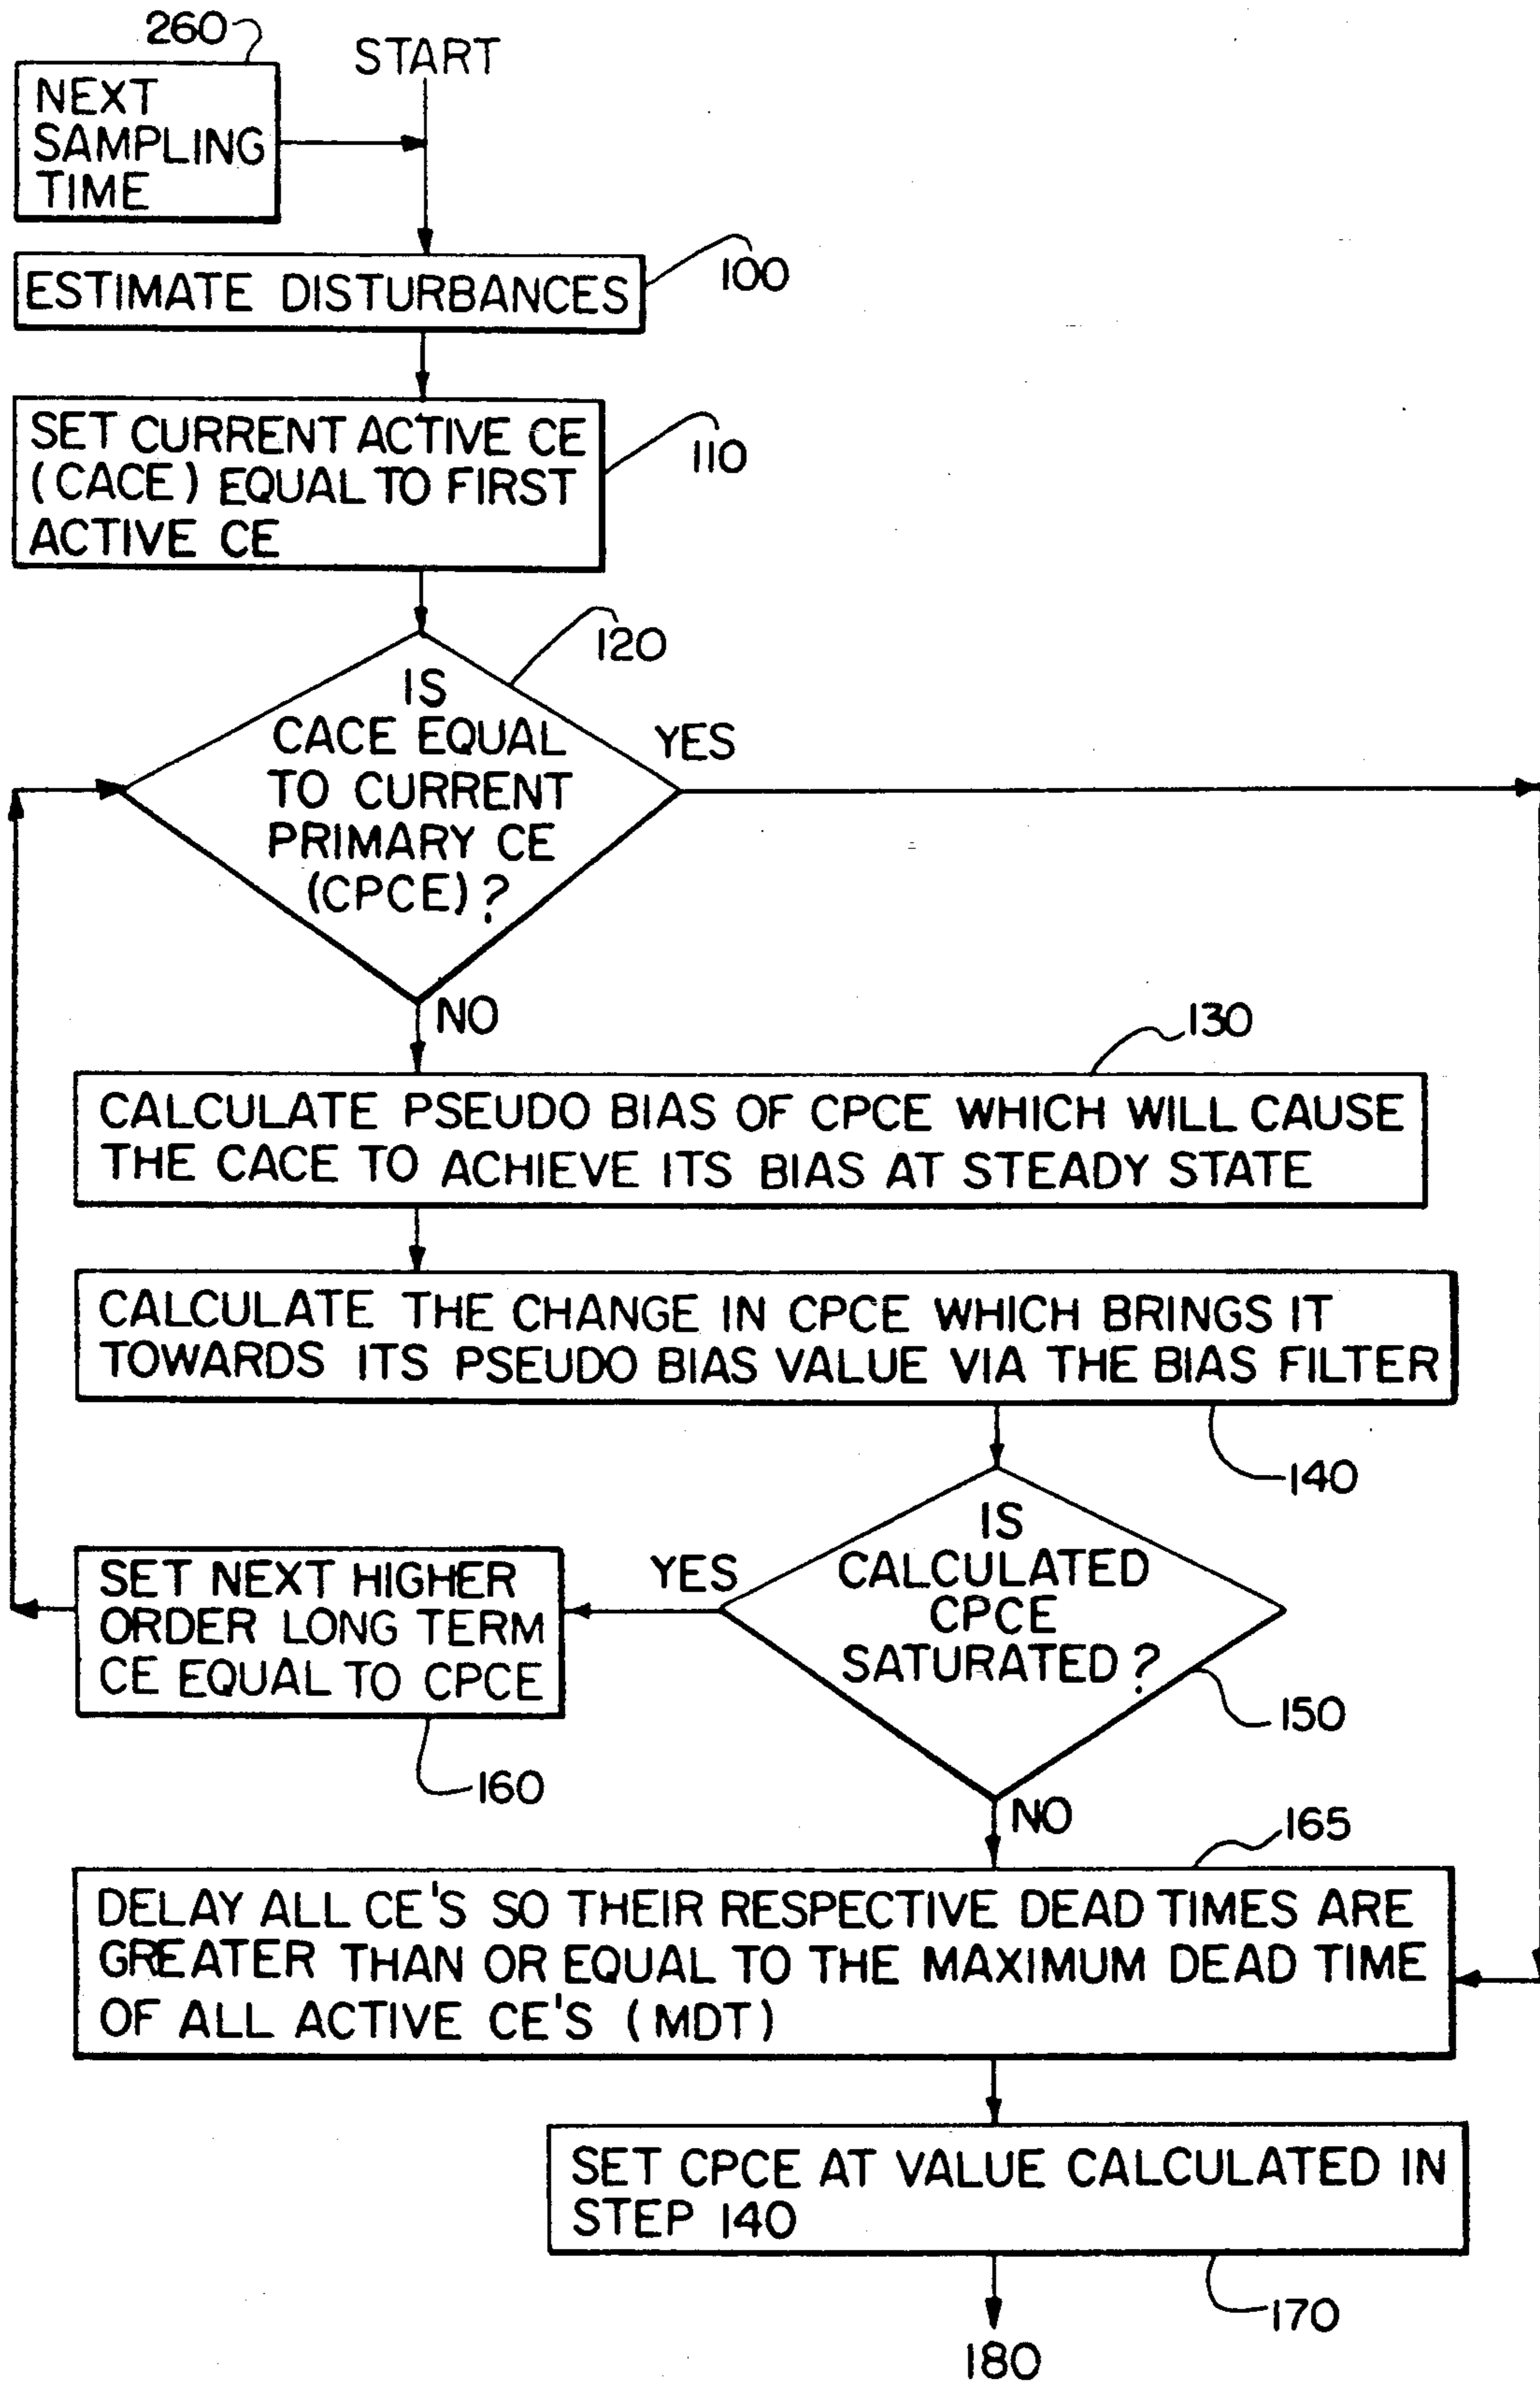 260
START
NEXT
SAMPLING
TIME
100
ESTIMATE DISTURBANCES
110
SET CURRENT ACTIVE CE
(CACE) EQUAL TO FIRST
ACTIVE CE
120
IS
CACE EQUAL
TO CURRENT
PRIMARY CE
(CPCE)?
YES
NO
130
CALCULATE PSEUDO BIAS OF CPCE WHICH WILL CAUSE
THE CACE TO ACHIEVE ITS BIAS AT STEADY STATE
CALCULATE THE CHANGE IN CPCE WHICH BRINGS IT
TOWARDS ITS PSEUDO BIAS VALUE VIA THE BIAS FILTER
140
IS
CALCULATED
CPCE
SATURATED?
YES
150
SET NEXT HIGHER
ORDER LONG TERM
CE EQUAL TO CPCE
160
NO
165
DELAY ALL CE'S SO THEIR RESPECTIVE DEAD TIMES ARE
GREATER THAN OR EQUAL TO THE MAXIMUM DEAD TIME
OF ALL ACTIVE CE'S (MDT)
SET CPCE AT VALUE CALCULATED IN
STEP 140
170
180